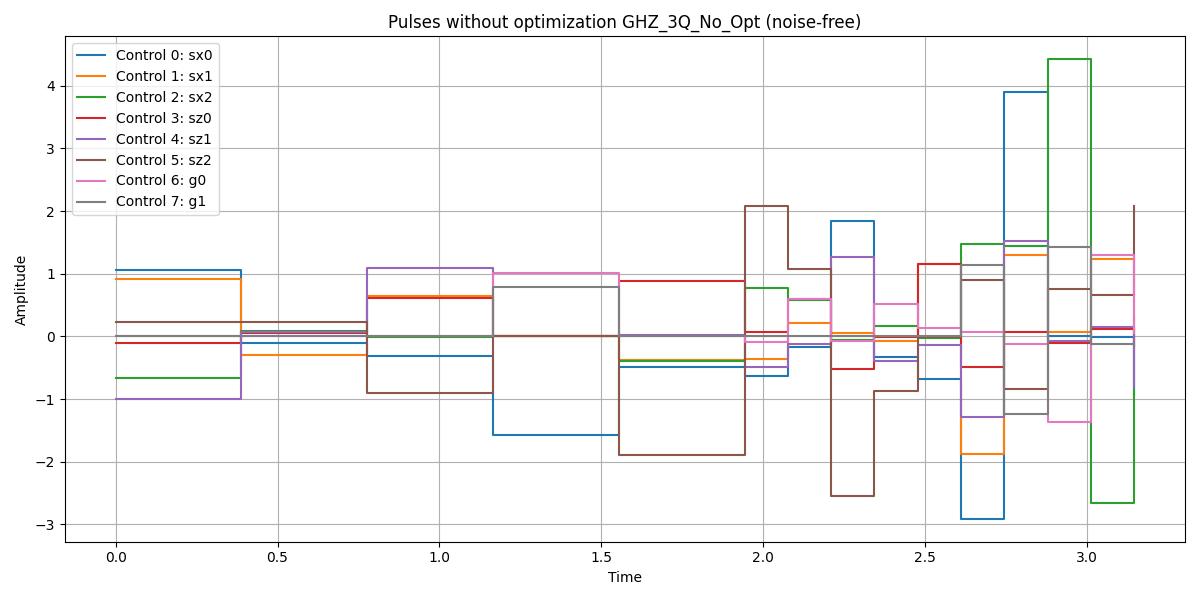 Pulses without optimization GHZ_3Q_No_Opt (noise-free)
Control 0: sx0
Control 1: sx1
Control 2: sx2
Control 3: sz0
Control 4: sz1
Control 5: sz2
Control 6: g0
Control 7: g1
Amplitude
4
3
2
1
0
−1
−2
−3
0.0 0.5 1.0 1.5 2.0 2.5 3.0
Time